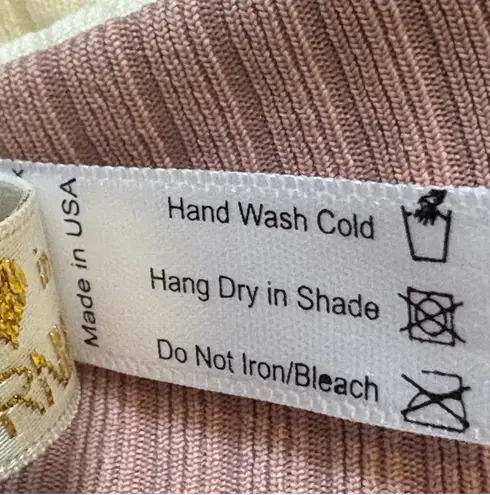 Made in USA
Hand Wash Cold
Hang Dry in Shade
Do Not Iron/Bleach